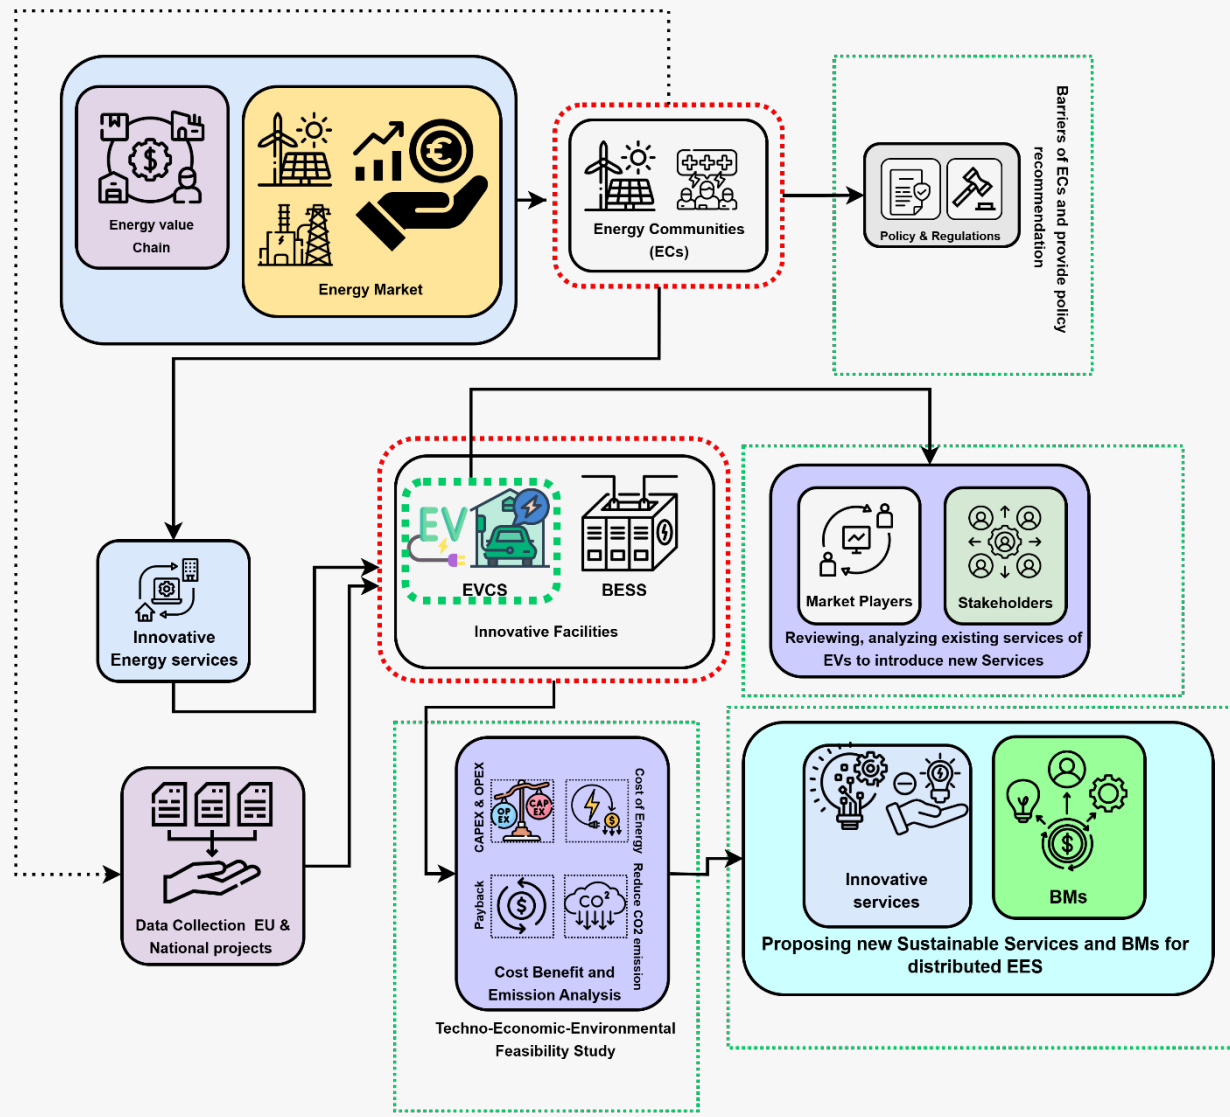 Energy value
Chain
Energy Market
Energy Communities
(ECs)
Policy & Regulations
Barriers of ECs and provide policy
recommendation
EV
EVCS
BESS
Innovative Facilities
Market Players
Stakeholders
Reviewing, analyzing existing services of
EVs to introduce new Services
Innovative
Energy services
Data Collection EU &
National projects
CAPEX & OPEX
OP
EX
CAP
EX
Cost of Energy
Payback
CO²
Reduce CO2 emission
Cost Benefit and
Emission Analysis
Techno-Economic-Environmental
Feasibility Study
Innovative
services
BMs
Proposing new Sustainable Services and BMs for
distributed EES